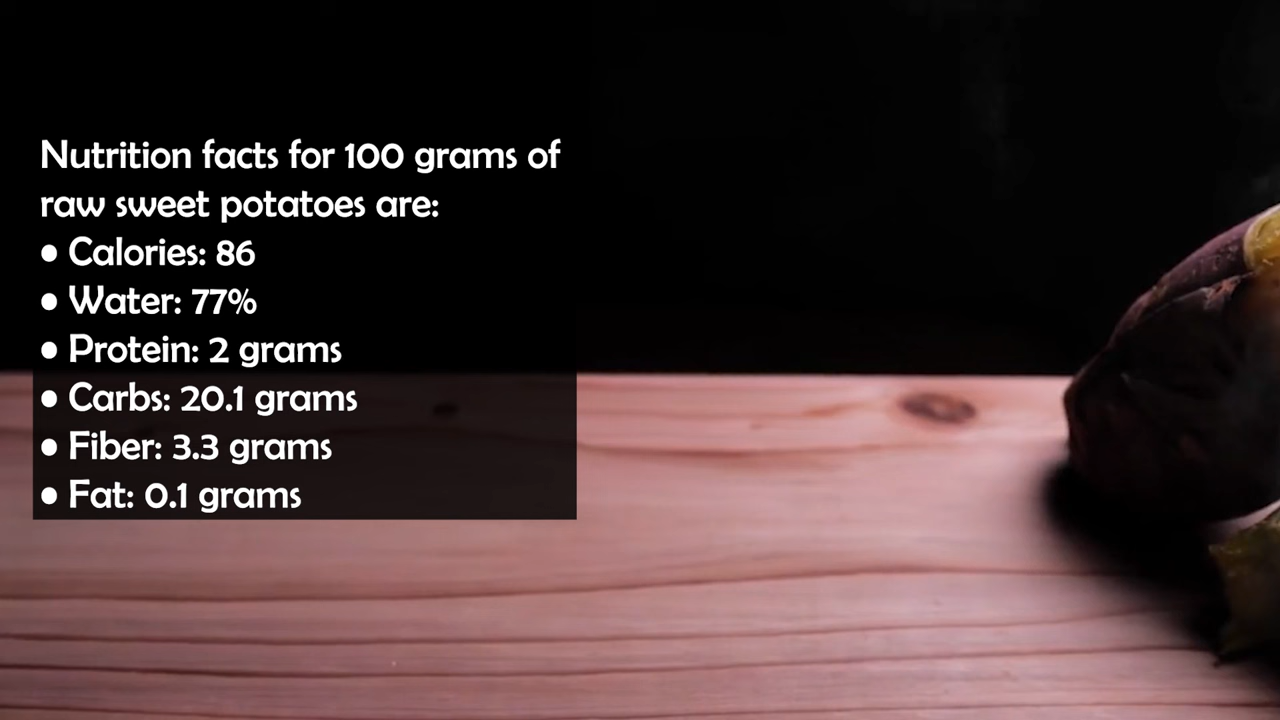 Nutrition facts for 100 grams of
raw sweet potatoes are:
• Calories: 86
• Water: 77%
• Protein: 2 grams
• Carbs: 20.1 grams
• Fiber: 3.3 grams
• Fat: 0.1 grams